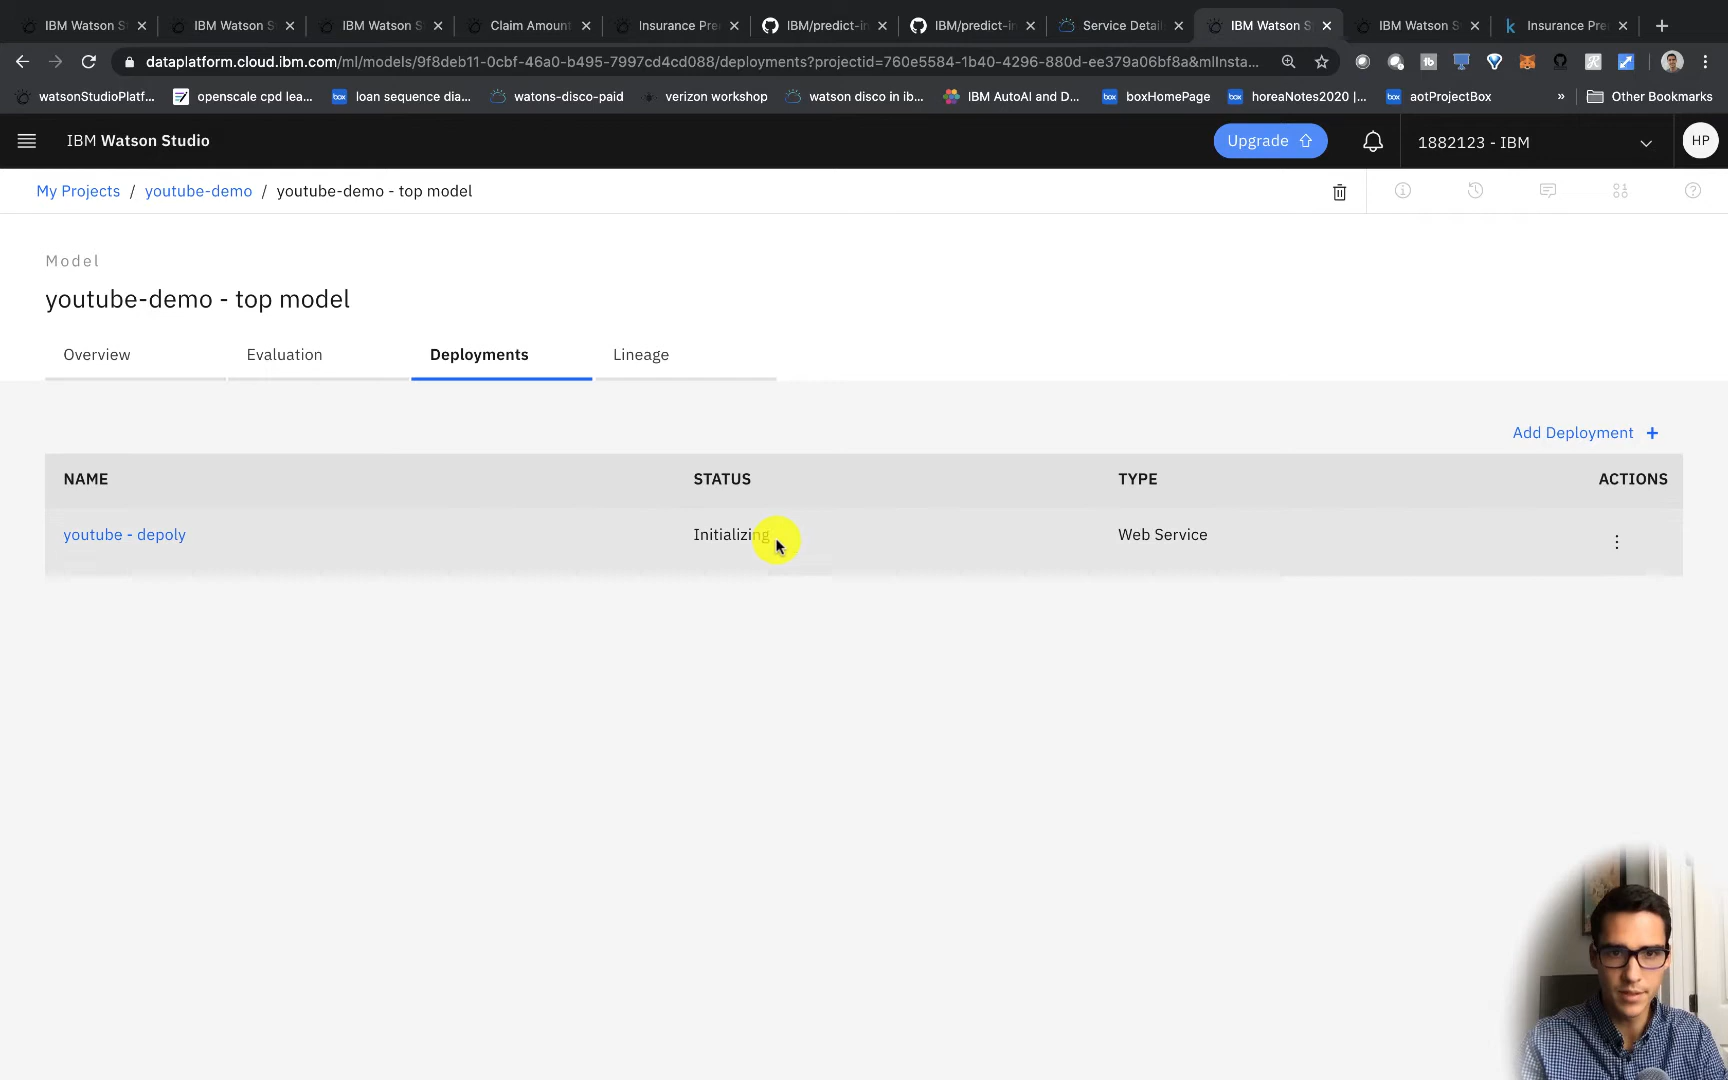 IBM Watson S
IBM Watson S
IBM Watson S
Claim Amoun
Insurance Pre
IBM/predict-in
IBM/predict-in
Service Detail
IBM Watson S
IBM Watson S
Insurance Pre
dataplatform.cloud.ibm.com/ml/models/9f8deb11-0cbf-46a0-b495-7997cd4cd088/deployments?projectid=760e5584-1b40-4296-880d-ee379a06bf8a&mlInsta...
watsonStudioPlatf...
openscale cpd lea...
loan sequence dia...
watons-disco-paid
verizon workshop
watson disco in ib...
IBM AutoAI and D...
boxHomePage
horeaNotes2020 |...
aotProjectBox
»
Other Bookmarks
IBM Watson Studio
Upgrade
1882123 - IBM
HP
My Projects / youtube-demo / youtube-demo - top model
Model
youtube-demo - top model
Overview
Evaluation
Deployments
Lineage
Add Deployment +
NAME
STATUS
TYPE
ACTIONS
youtube - depoly
Initializing
Web Service